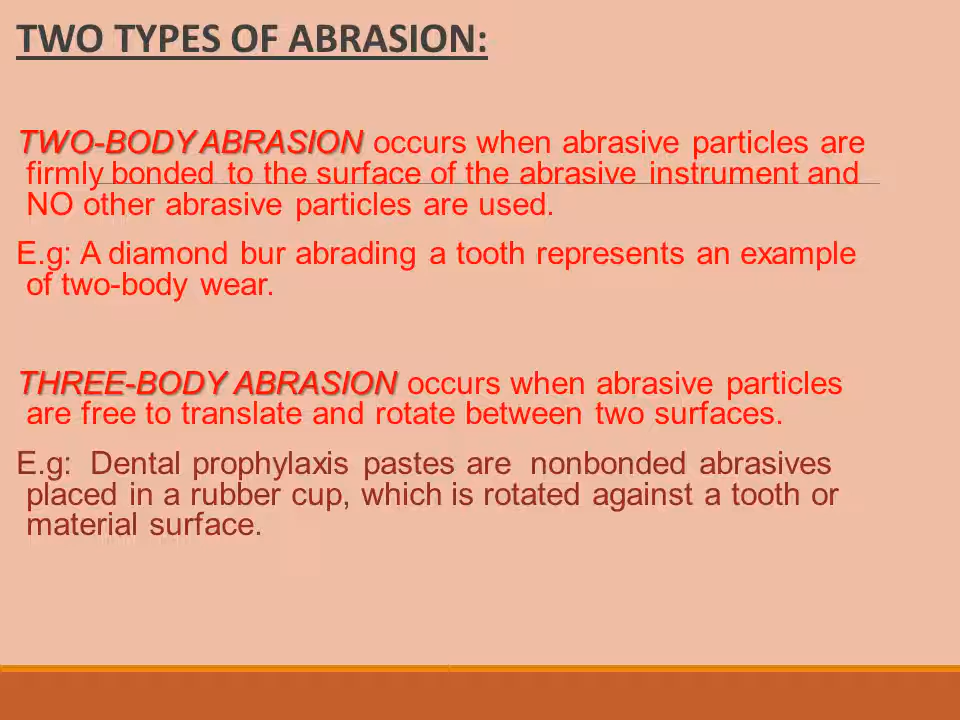 TWO TYPES OF ABRASION:
TWO-BODY ABRASION occurs when abrasive particles are
firmly bonded to the surface of the abrasive instrument and
NO other abrasive particles are used.
E.g: A diamond bur abrading a tooth represents an example
of two-body wear.
THREE-BODY ABRASION occurs when abrasive particles
are free to translate and rotate between two surfaces.
E.g:  Dental prophylaxis pastes are  nonbonded abrasives
placed in a rubber cup, which is rotated against a tooth or
material surface.